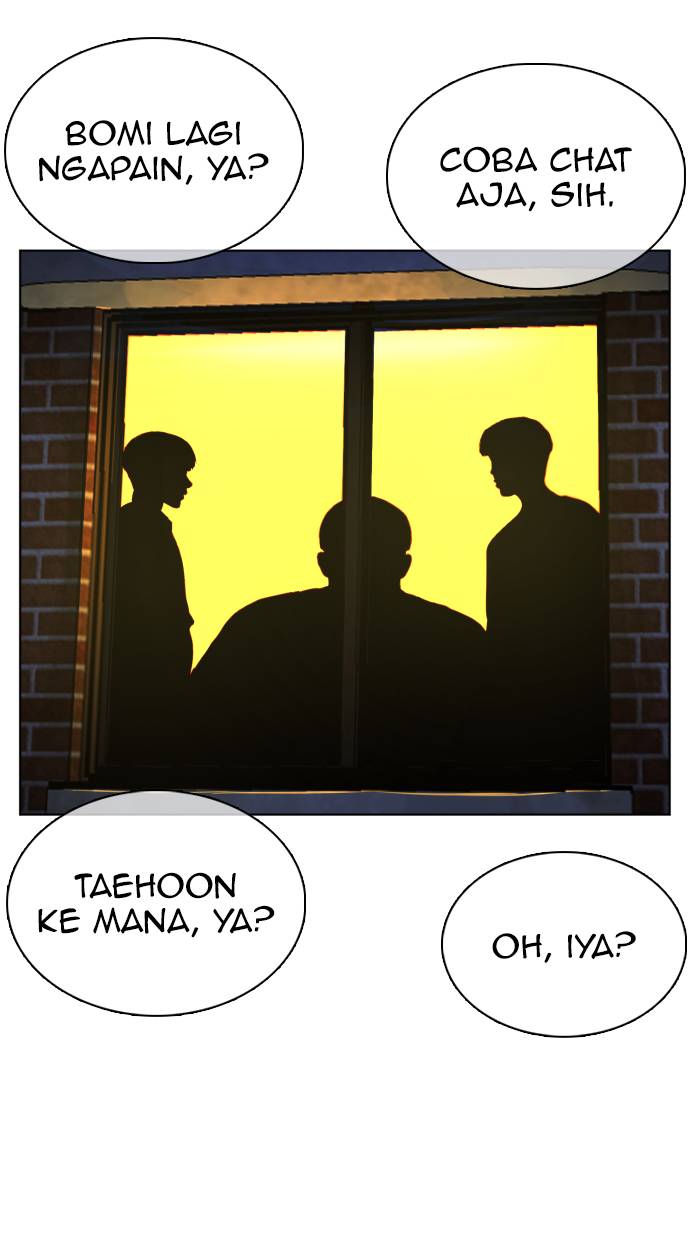 BOMI LAGI
NGAPAIN, YA?
COBA CHAT
AJA, SIH.
TAEHOON
KE MANA, YA?
OH, IYA?